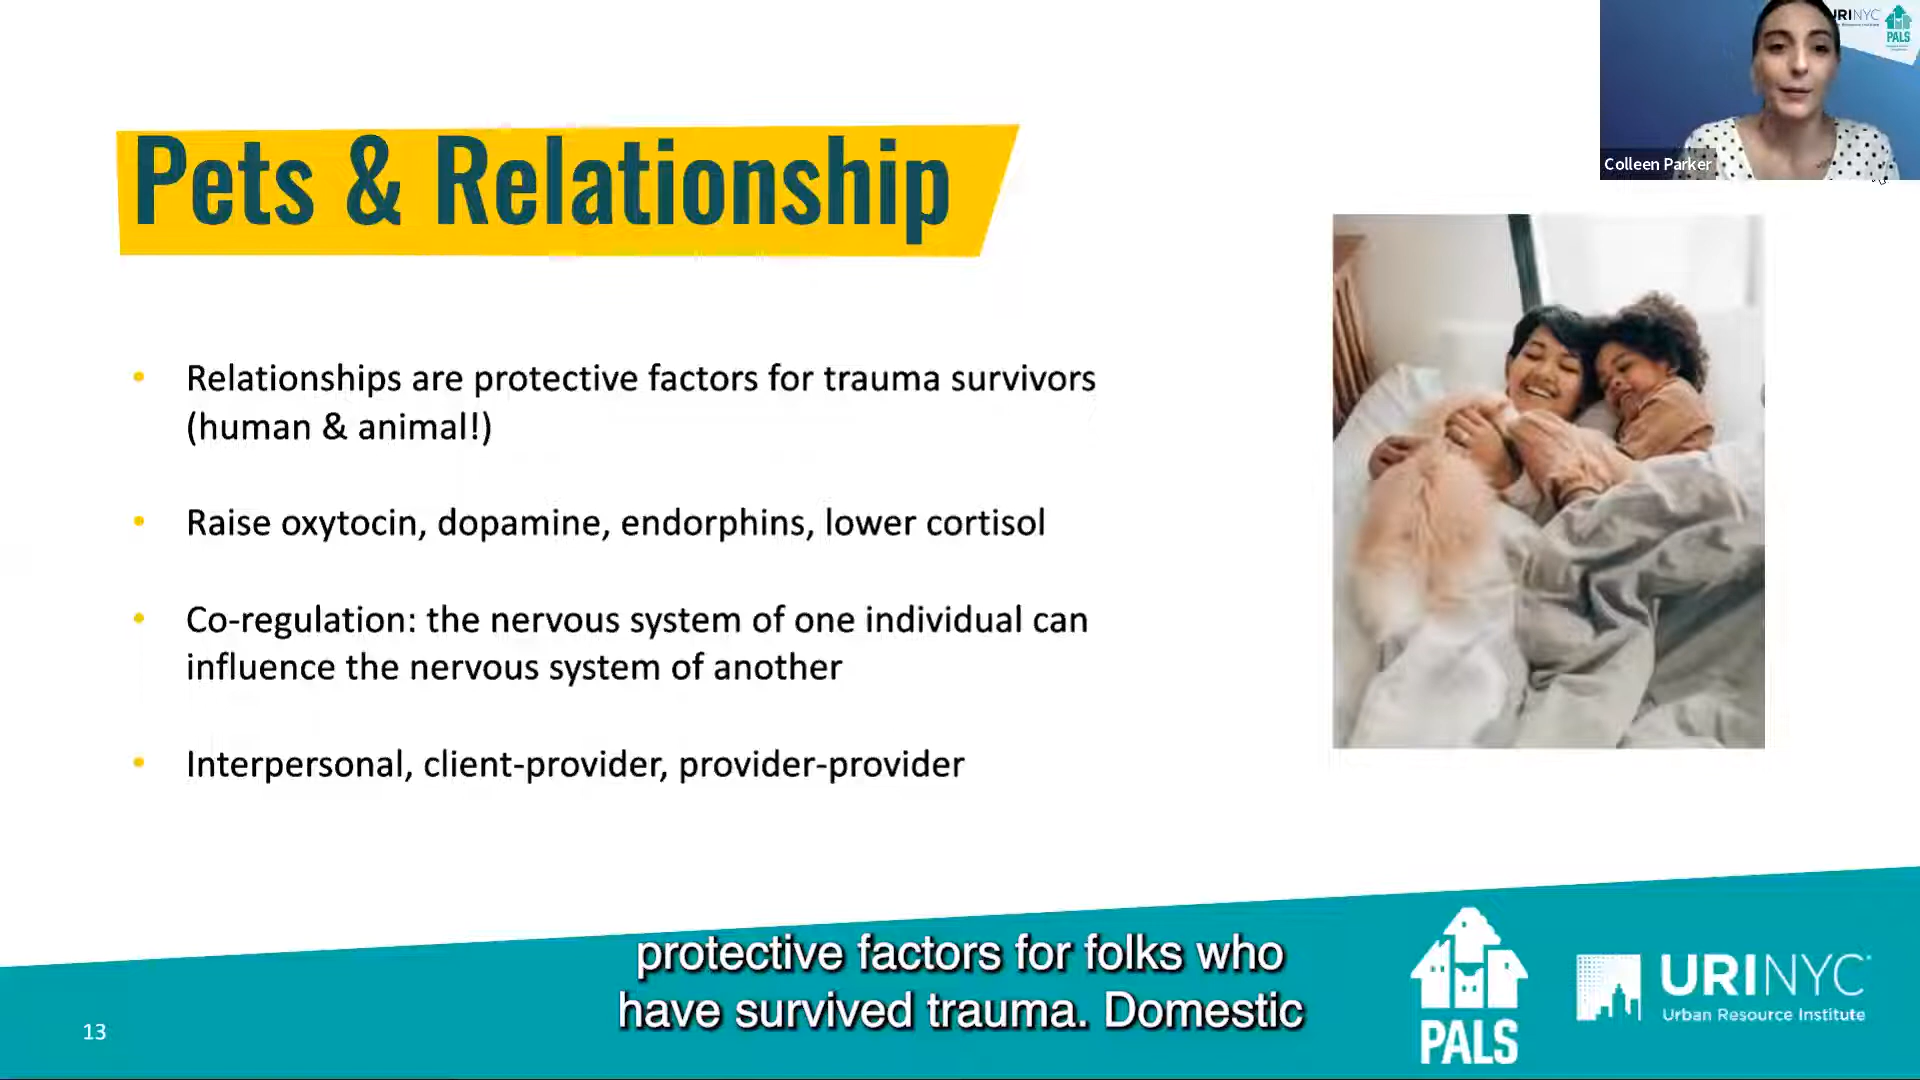 URINYC
PALS
Colleen Parker
Pets & Relationship
• Relationships are protective factors for trauma survivors
(human & animal!)
• Raise oxytocin, dopamine, endorphins, lower cortisol
• Co-regulation: the nervous system of one individual can
influence the nervous system of another
• Interpersonal, client-provider, provider-provider
protective factors for folks who
have survived trauma. Domestic
13
PALS
URINYC
Urban Resource Institute